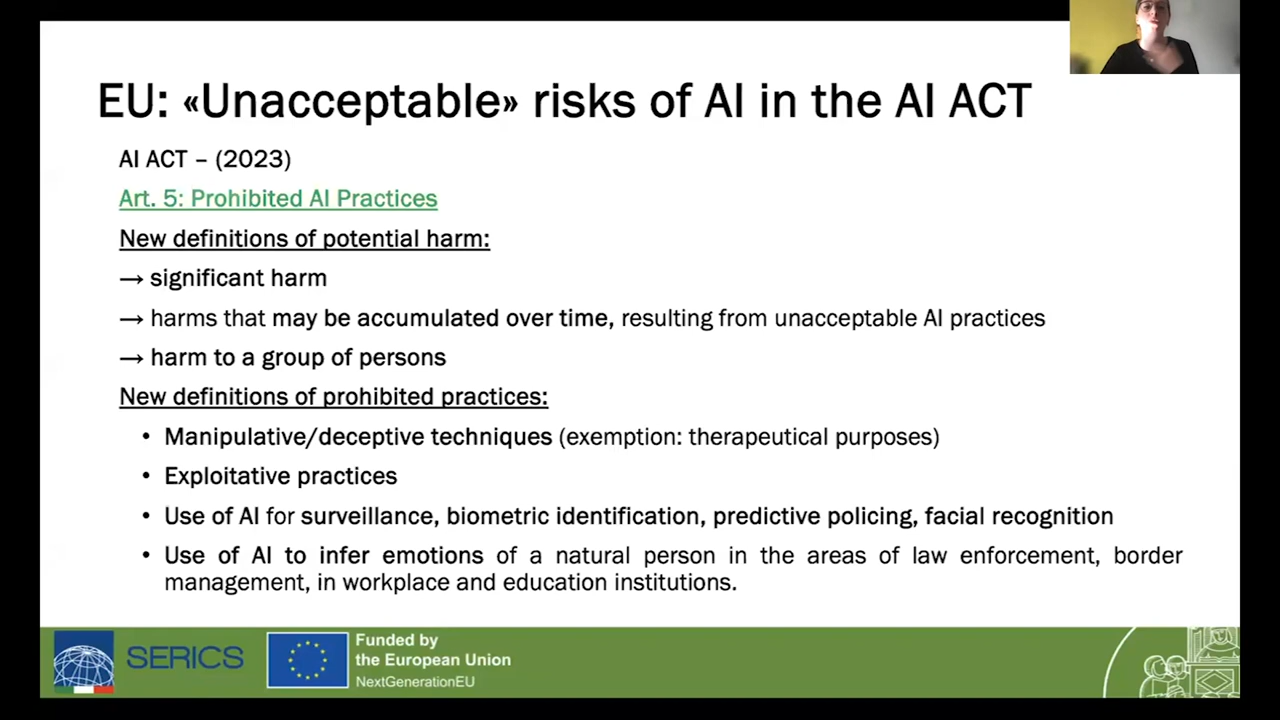 EU: «Unacceptable» risks of AI in the AI ACT
AI ACT – (2023)
Art. 5: Prohibited AI Practices
New definitions of potential harm:
→ significant harm
→ harms that may be accumulated over time, resulting from unacceptable AI practices
→ harm to a group of persons
New definitions of prohibited practices:
• Manipulative/deceptive techniques (exemption: therapeutical purposes)
• Exploitative practices
• Use of AI for surveillance, biometric identification, predictive policing, facial recognition
• Use of AI to infer emotions of a natural person in the areas of law enforcement, border
management, in workplace and education institutions.
SERICS
Funded by
the European Union
NextGenerationEU